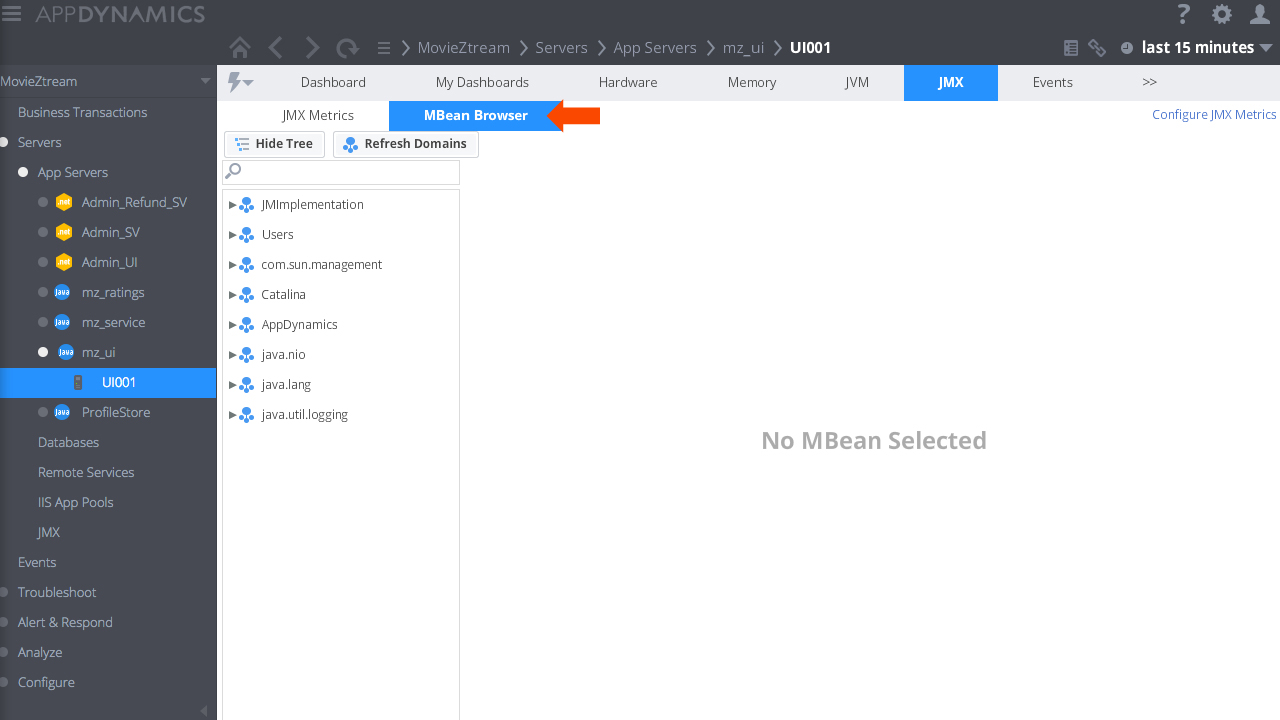 APPDYNAMICS
?
MovieZtream Servers App Servers mz_ui UI001
last 15 minutes
MovieZtream
Business Transactions
Servers
App Servers
.net Admin_Refund_SV
.net Admin_SV
.net Admin_UI
Java mz_ratings
Java mz_service
Java mz_ui
UI001
Java ProfileStore
Databases
Remote Services
IIS App Pools
JMX
Events
Troubleshoot
Alert & Respond
Analyze
Configure
Dashboard My Dashboards Hardware Memory JVM JMX Events >>
JMX Metrics MBean Browser Configure JMX Metrics
Hide Tree Refresh Domains
JMImplementation
Users
com.sun.management
Catalina
AppDynamics
java.nio
java.lang
java.util.logging
No MBean Selected